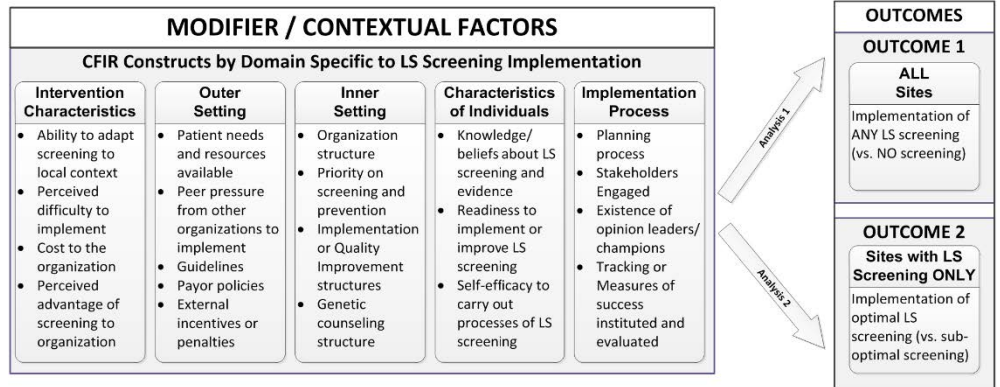 MODIFIER / CONTEXTUAL FACTORS
CFIR Constructs by Domain Specific to LS Screening Implementation
Intervention
Characteristics
• Ability to adapt
screening to
local context
• Perceived
difficulty to
implement
• Cost to the
organization
• Perceived
advantage of
screening to
organization
Outer
Setting
• Patient needs
and resources
available
• Peer pressure
from other
organizations to
implement
• Guidelines
• Payor policies
• External
incentives or
penalties
Inner
Setting
• Organization
structure
• Priority on
screening and
prevention
• Implementation
or Quality
Improvement
structures
• Genetic
counseling
structure
Characteristics
of Individuals
• Knowledge/
beliefs about LS
screening and
evidence
• Readiness to
implement or
improve LS
screening
• Self-efficacy to
carry out
processes of LS
screening
Implementation
Process
• Planning
process
• Stakeholders
Engaged
• Existence of
opinion leaders/
champions
• Tracking or
Measures of
success
instituted and
evaluated
Analysis 1
Analysis 2
OUTCOMES
OUTCOME 1
ALL
Sites
Implementation of
ANY LS screening
(vs. NO screening)
OUTCOME 2
Sites with LS
Screening ONLY
Implementation of
optimal LS
screening (vs. sub-
optimal screening)